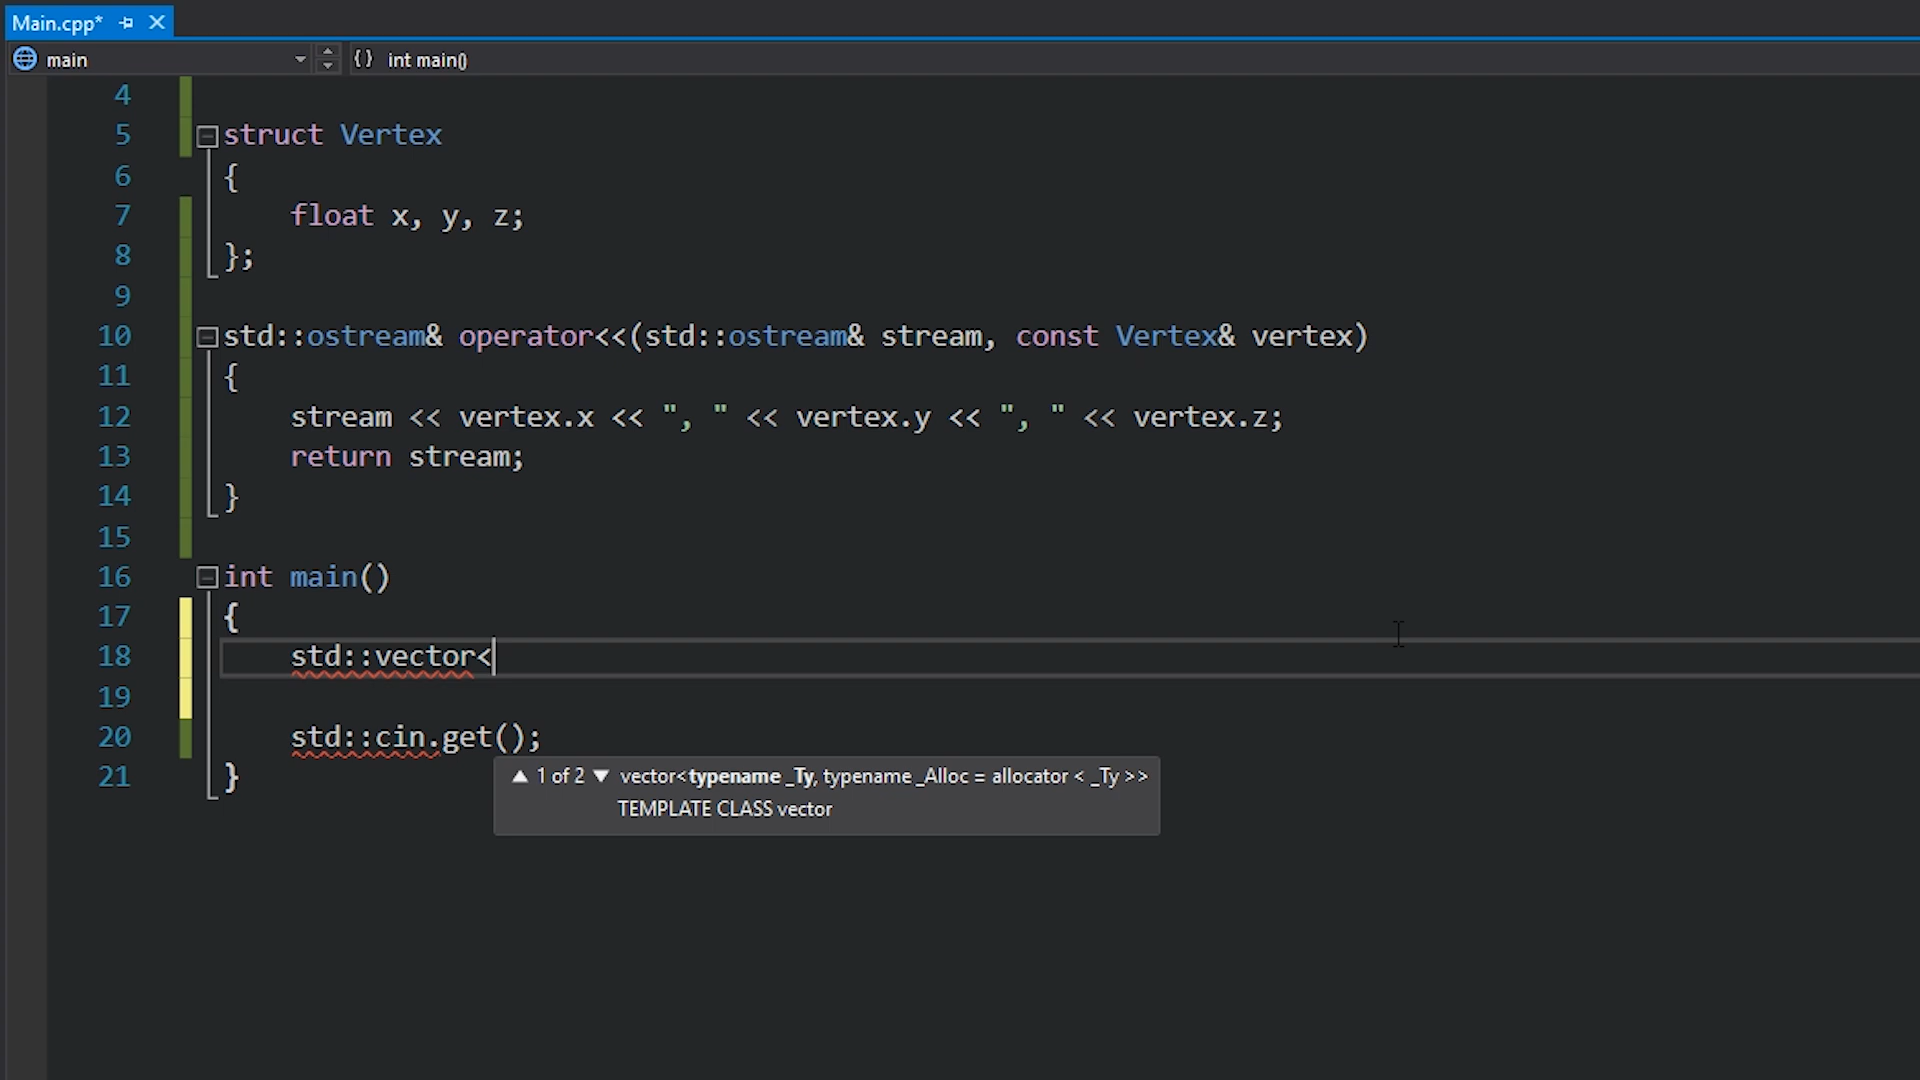 Main.cpp*
main int main()
4
5 struct Vertex
6 {
7 float x, y, z;
8 };
9
10 std::ostream& operator<<(std::ostream& stream, const Vertex& vertex)
11 {
12 stream << vertex.x << ", " << vertex.y << ", " << vertex.z;
13 return stream;
14 }
15
16 int main()
17 {
18 std::vector<
19
20 std::cin.get();
21 }
1 of 2 vector<typename _Ty, typename _Alloc = allocator < _Ty >>
TEMPLATE CLASS vector